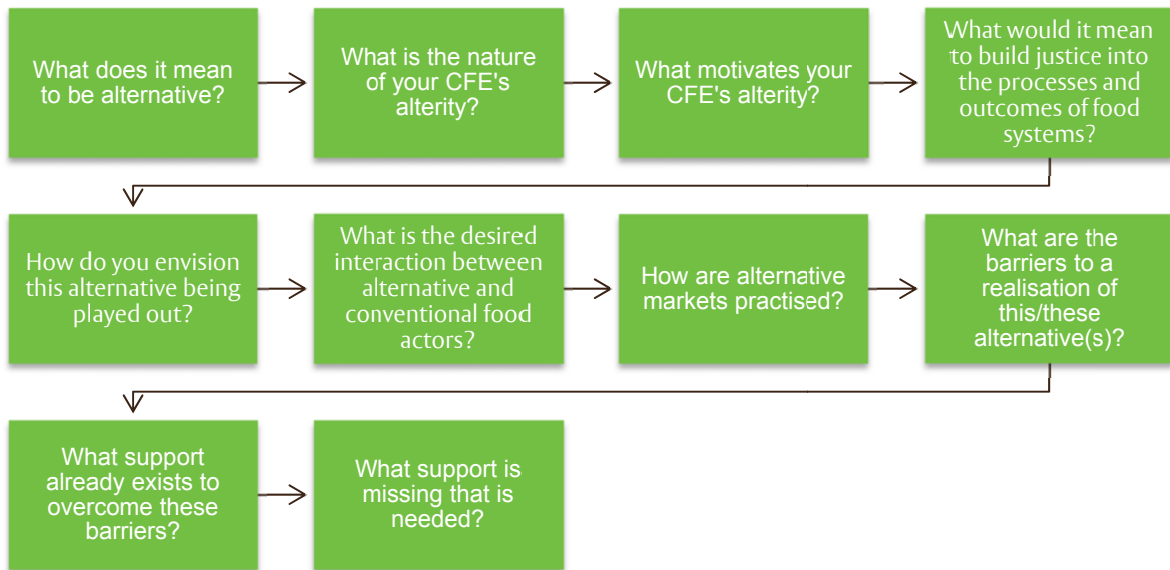 What does it mean
to be alternative?
What is the nature
of your CFE's
alterity?
What motivates your
CFE's alterity?
What would it mean
to build justice into
the processes and
outcomes of food
systems?
How do you envision
this alternative being
played out?
What is the desired
interaction between
alternative and
conventional food
actors?
How are alternative
markets practised?
What are the
barriers to a
realisation of
this/these
alternative(s)?
What support
already exists to
overcome these
barriers?
What support is
missing that is
needed?